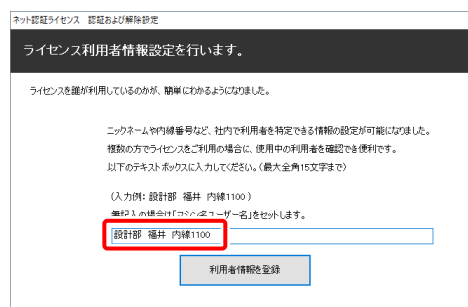 ネット認証ライセンス 認証および解除設定
ライセンス利用者情報設定を行います。
ライセンスを誰が利用しているのかが、簡単にわかるようになりました。
ニックネームや内線番号など、社内で利用者を特定できる情報の設定が可能になりました。
複数の方でライセンスをご利用の場合に、使用中の利用者を確認でき便利です。
以下のテキストボックスに入力してください。（最大全角15文字まで）
（入力例： 設計部 福井 内線1100 ）
無記入の場合は「マシン名ユーザー名」をセットします。
設計部 福井 内線1100
利用者情報を登録